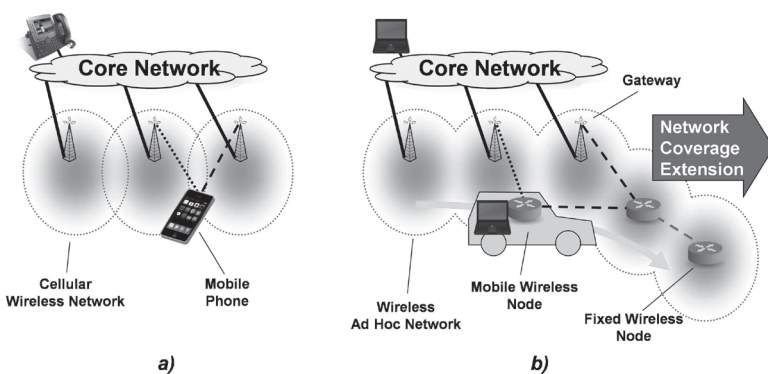 Core Network
Cellular
Wireless Network
Mobile
Phone
a)
Core Network
Gateway
Network
Coverage
Extension
Wireless
Ad Hoc Network
Mobile Wireless
Node
Fixed Wireless
Node
b)